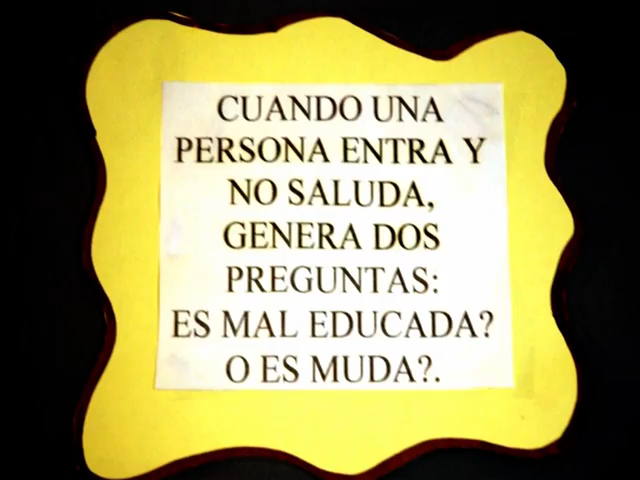 CUANDO UNA
PERSONA ENTRA Y
NO SALUDA,
GENERA DOS
PREGUNTAS:
ES MAL EDUCADA?
O ES MUDA?.